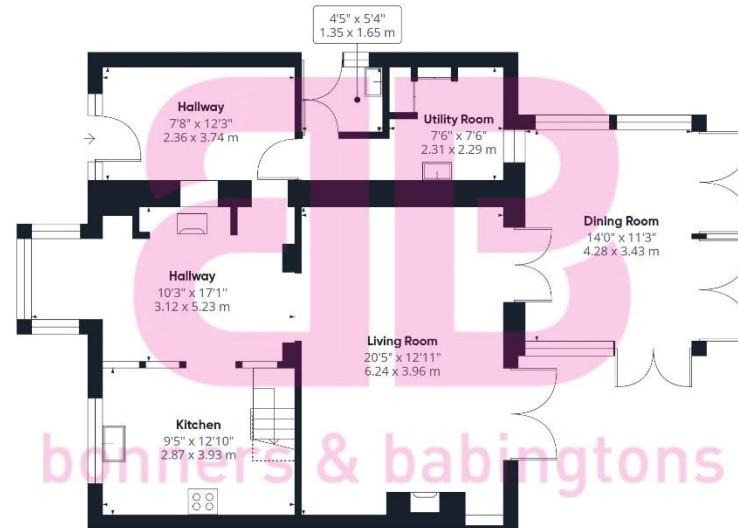 4'5" x 5'4"
1.35 x 1.65 m
Hallway
7'8" x 12'3"
2.36 x 3.74 m
Utility Room
7'6" x 7'6"
2.31 x 2.29 m
Dining Room
14'0" x 11'3"
4.28 x 3.43 m
Hallway
10'3" x 17'1"
3.12 x 5.23 m
Living Room
20'5" x 12'11"
6.24 x 3.96 m
Kitchen
9'5" x 12'10"
2.87 x 3.93 m
BB
bonners & babingtons